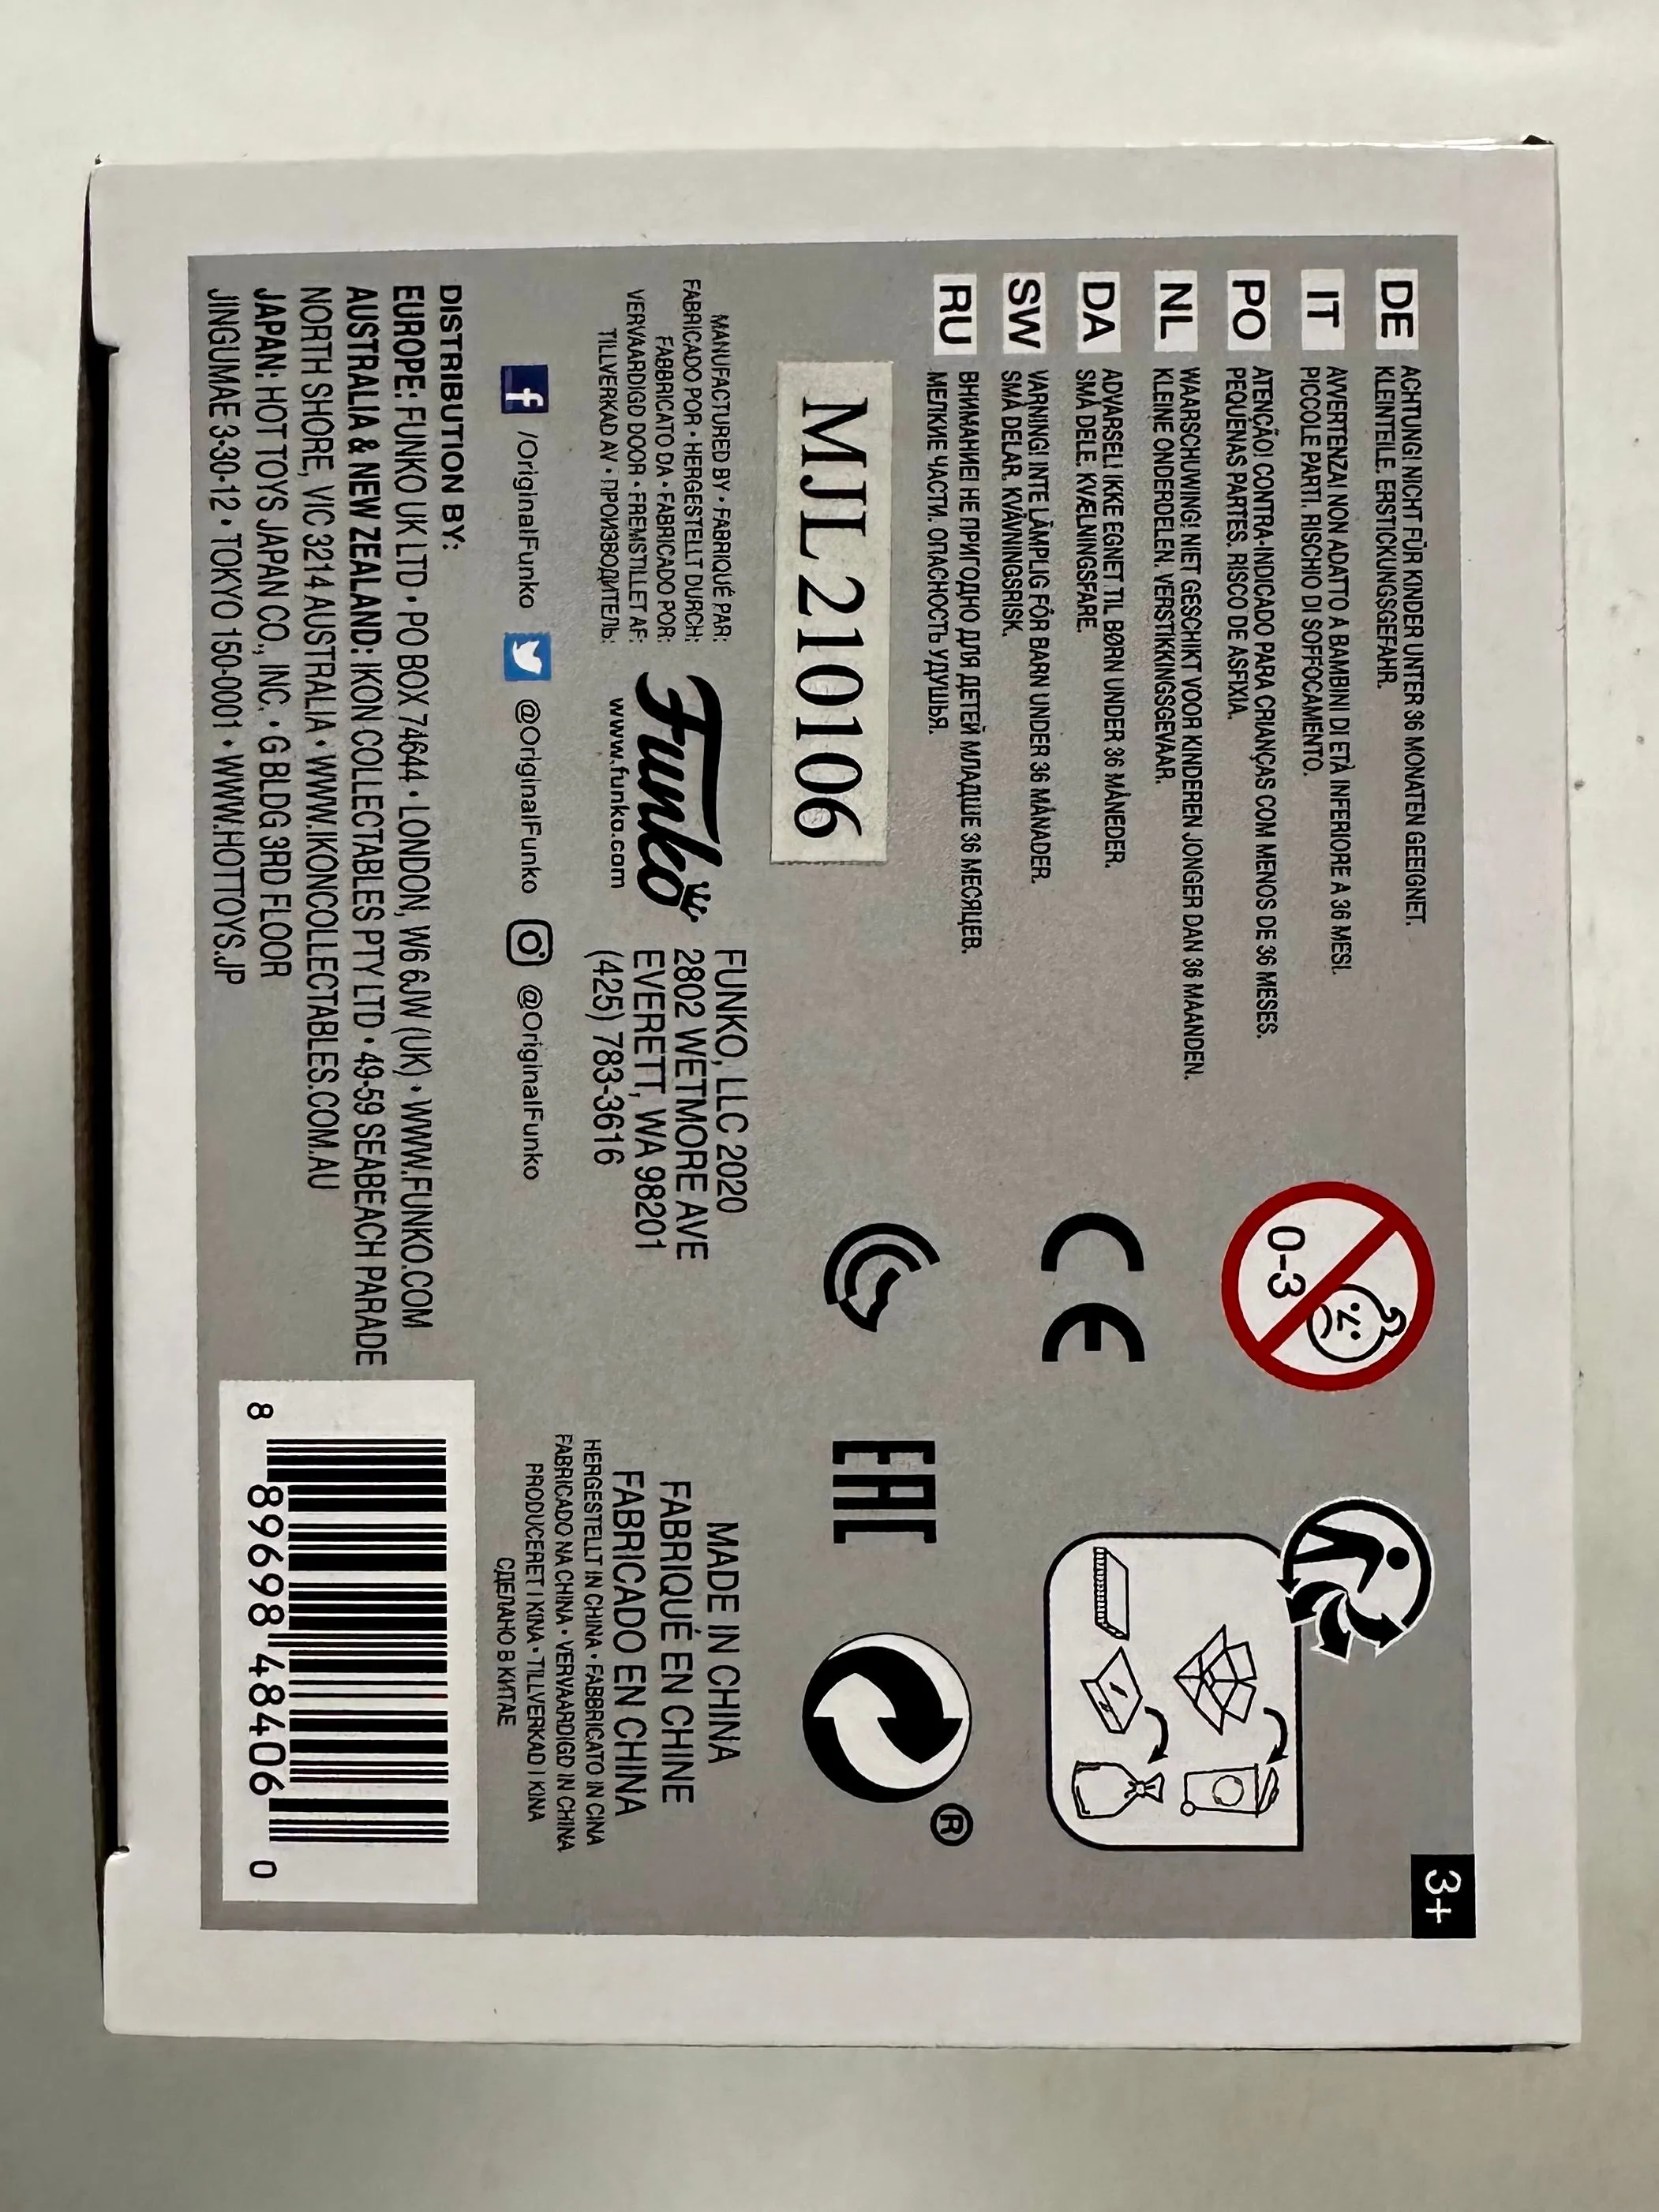 3+
DE ACHTUNG! NICHT FÜR KINDER UNTER 36 MONATEN GEEIGNET.
KLEINTEILE. ERSTICKUNGSGEFAHR.
IT AVVERTENZA! NON ADATTO A BAMBINI DI ETÀ INFERIORE A 36 MESI.
PICCOLE PARTI. RISCHIO DI SOFFOCAMENTO.
PO ATENÇÃO! CONTRA-INDICADO PARA CRIANÇAS COM MENOS DE 36 MESES.
PEQUENAS PARTES. RISCO DE ASFIXIA.
NL WAARSCHUWING! NIET GESCHIKT VOOR KINDEREN JONGER DAN 36 MAANDEN.
KLEINE ONDERDELEN. VERSTIKKINGSGEVAAR.
DA ADVARSEL! IKKE EGNET TIL BØRN UNDER 36 MÅNEDER.
SMÅ DELE. KVÆLNINGSFARE.
SW VARNING! INTE LÄMPLIG FÖR BARN UNDER 36 MÅNADER.
SMÅ DELAR. KVÄVNINGSRISK.
RU ВНИМАНИЕ! НЕ ПРИГОДНО ДЛЯ ДЕТЕЙ МЛАДШЕ 36 МЕСЯЦЕВ.
МЕЛКИЕ ЧАСТИ. ОПАСНОСТЬ УДУШЬЯ.
0-3
CE
EAC
®
MJL210106
MANUFACTURED BY • FABRIQUÉ PAR:
FABRICADO POR • HERGESTELLT DURCH:
FABBRICATO DA • FABRICADO POR:
VERVAARDIGD DOOR • FREMSTILLET AF:
TILLVERKAD AV • ПРОИЗВОДИТЕЛЬ:
Funko
www.funko.com
FUNKO, LLC 2020
2802 WETMORE AVE
EVERETT, WA 98201
(425) 783-3616
MADE IN CHINA
FABRIQUÉ EN CHINE
FABRICADO EN CHINA
HERGESTELLT IN CHINA • FABBRICATO IN CINA
FABRICADO NA CHINA • VERVAARDIGD IN CHINA
PRODUCERET I KINA • TILLVERKAD I KINA
СДЕЛАНО В КИТАЕ
f /OriginalFunko @OriginalFunko @OriginalFunko
DISTRIBUTION BY:
EUROPE: FUNKO UK LTD • PO BOX 74644 • LONDON, W6 6JW (UK) • WWW.FUNKO.COM
AUSTRALIA & NEW ZEALAND: IKON COLLECTABLES PTY LTD • 49-59 SEABEACH PARADE
NORTH SHORE, VIC 3214 AUSTRALIA • WWW.IKONCOLLECTABLES.COM.AU
JAPAN: HOT TOYS JAPAN CO., INC. • G BLDG 3RD FLOOR
JINGUMAE 3-30-12 • TOKYO 150-0001 • WWW.HOTTOYS.JP
8 89698 48406 0